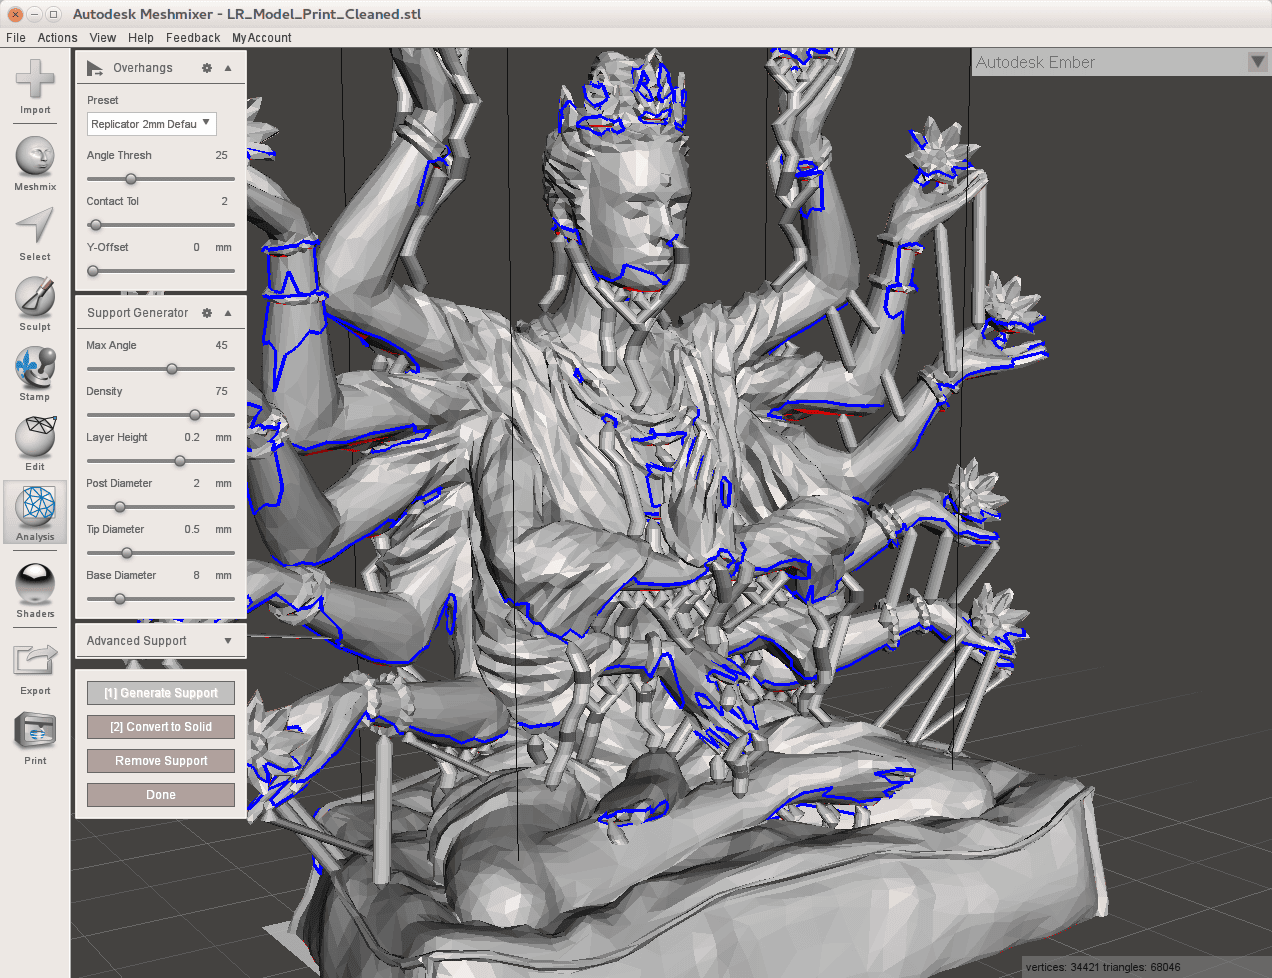 Autodesk Meshmixer - LR_Model_Print_Cleaned.stl
File Actions View Help Feedback MyAccount
Import
Meshmix
Select
Sculpt
Stamp
Edit
Analysis
Shaders
Export
Print
Overhangs
Preset
Replicator 2mm Defau
Angle Thresh 25
Contact Tol 2
Y-Offset 0 mm
Support Generator
Max Angle 45
Density 75
Layer Height 0.2 mm
Post Diameter 2 mm
Tip Diameter 0.5 mm
Base Diameter 8 mm
Advanced Support
[1] Generate Support
[2] Convert to Solid
Remove Support
Done
Autodesk Ember
vertices: 34421 triangles: 68046